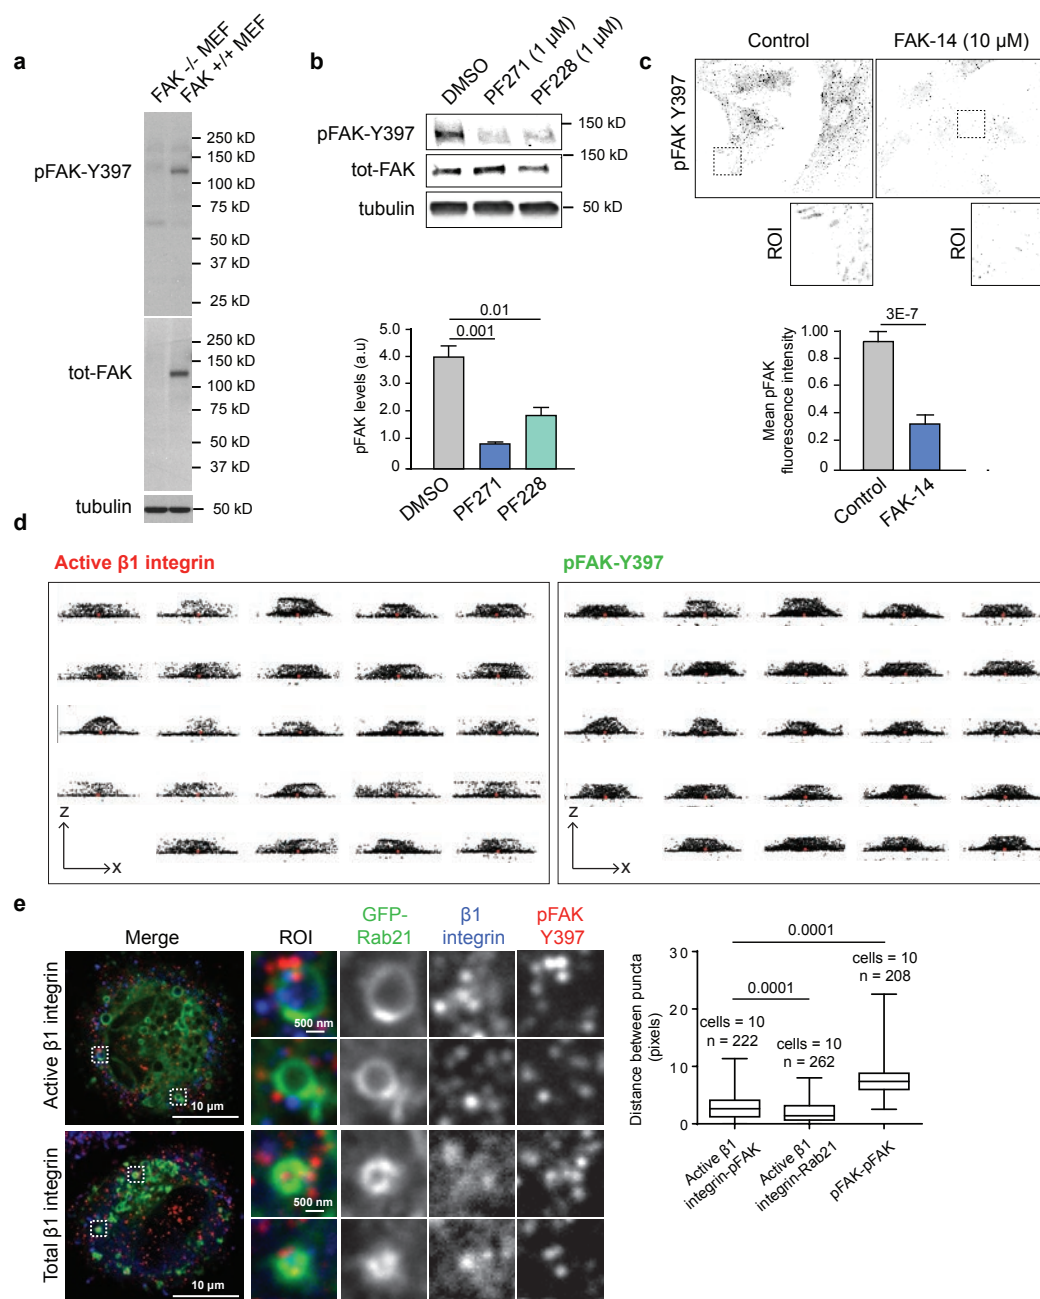 a
FAK -/- MEF
FAK +/+ MEF
pFAK-Y397
250 kD
150 kD
100 kD
75 kD
50 kD
37 kD
25 kD
tot-FAK
250 kD
150 kD
100 kD
75 kD
50 kD
37 kD
tubulin
50 kD
b
DMSO
PF271 (1 µM)
PF228 (1 µM)
pFAK-Y397
150 kD
tot-FAK
150 kD
tubulin
50 kD
0.01
0.001
pFAK levels (a.u)
5.0
4.0
2.0
1.0
0
DMSO
PF271
PF228
c
Control
FAK-14 (10 µM)
pFAK Y397
ROI
ROI
3E-7
Mean pFAK
fluorescence intensity
1.00
0.8
0.6
0.4
0.2
0
Control
FAK-14
d
Active β1 integrin
pFAK-Y397
z
x
z
x
e
Merge
ROI
GFP-
Rab21
β1
integrin
pFAK
Y397
Active β1 integrin
10 µm
500 nm
Total β1 integrin
10 µm
500 nm
Distance between puncta
(pixels)
30
20
10
0
0.0001
0.0001
cells = 10
n = 222
cells = 10
n = 262
cells = 10
n = 208
Active β1
integrin-pFAK
Active β1
integrin-Rab21
pFAK-pFAK